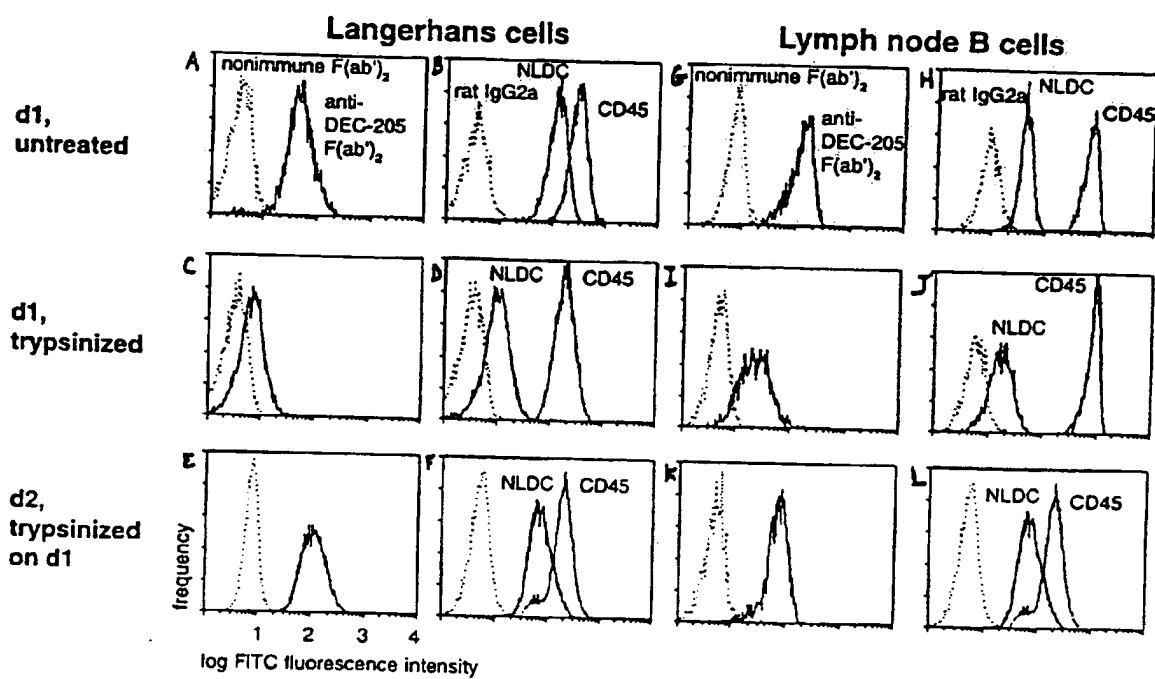 Langerhans cells
Lymph node B cells
d1,
untreated
A
nonimmune F(ab')₂
anti-
DEC-205
F(ab')₂
B
NLDC
rat IgG2a
CD45
G
nonimmune F(ab')₂
anti-
DEC-205
F(ab')₂
H
NLDC
rat IgG2a
CD45
d1,
trypsinized
C
D
NLDC
CD45
I
J
CD45
NLDC
d2,
trypsinized
on d1
E
F
NLDC
CD45
K
L
NLDC
CD45
frequency
1 2 3 4
log FITC fluorescence intensity